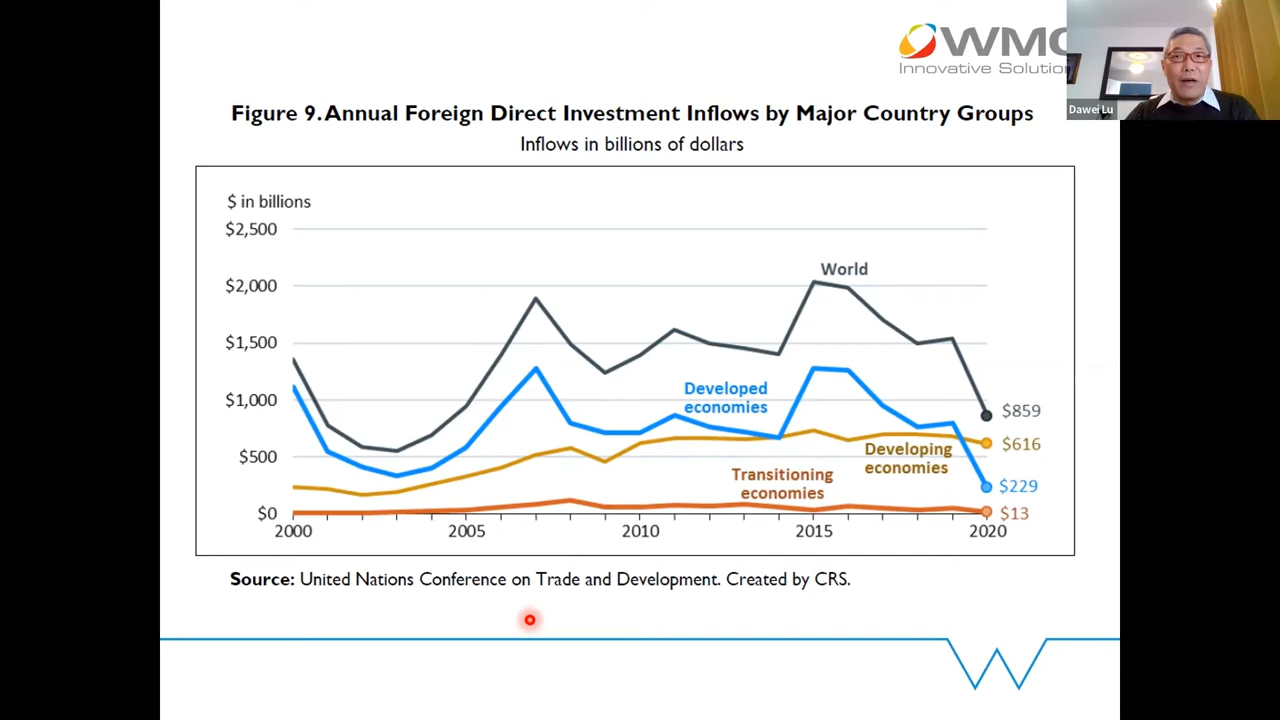 WMG
Innovative Solutions
Dawei Lu
Figure 9. Annual Foreign Direct Investment Inflows by Major Country Groups
Inflows in billions of dollars
$ in billions
$2,500
$2,000
$1,500
$1,000
$500
$0
World
Developed
economies
Developing
economies
Transitioning
economies
$859
$616
$229
$13
2000
2005
2010
2015
2020
Source: United Nations Conference on Trade and Development. Created by CRS.